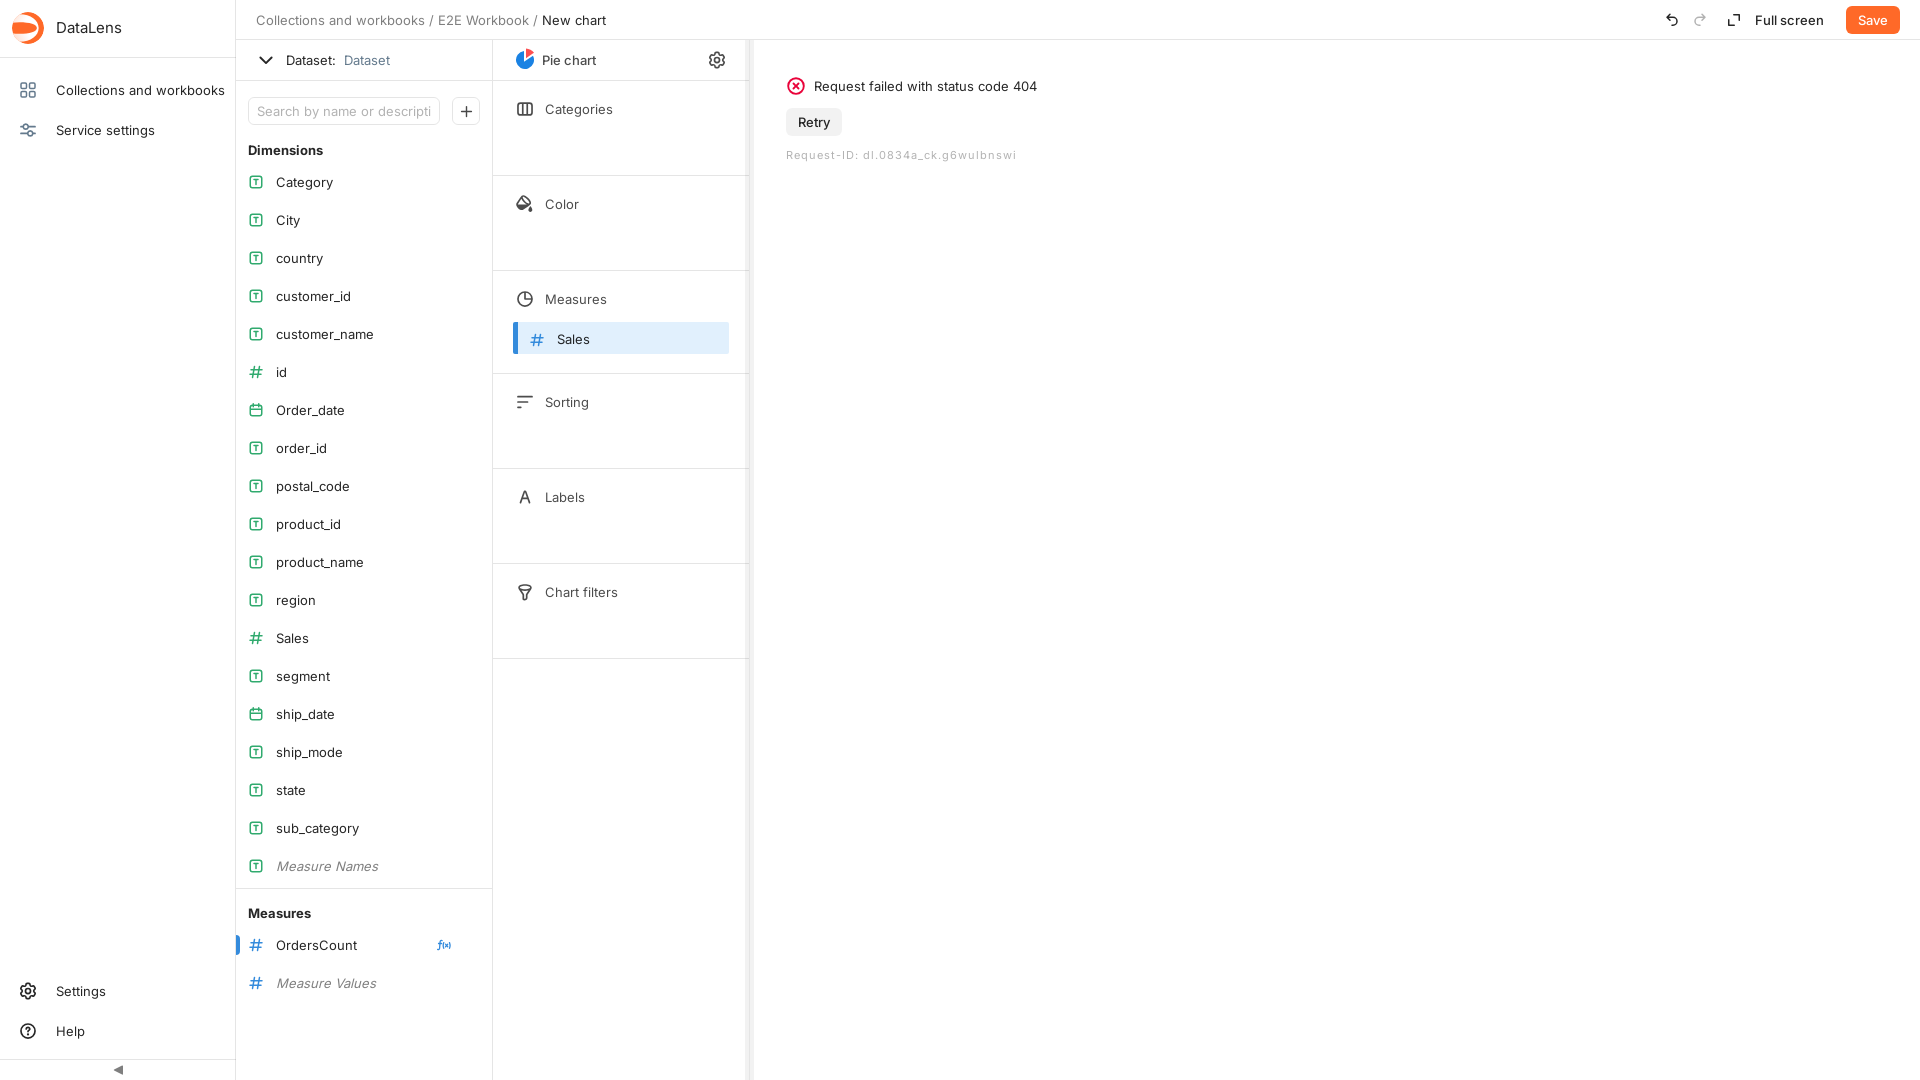 DataLens
Collections and workbooks
Service settings
Settings
Help
Collections and workbooks / E2E Workbook / New chart
Full screen
Save
Dataset: Dataset
Search by name or descripti
Dimensions
Category
City
country
customer_id
customer_name
id
Order_date
order_id
postal_code
product_id
product_name
region
Sales
segment
ship_date
ship_mode
state
sub_category
Measure Names
Measures
OrdersCount
Measure Values
Pie chart
Categories
Color
Measures
Sales
Sorting
Labels
Chart filters
Request failed with status code 404
Retry
Request-ID: dl.0834a_ck.g6wulbnswi